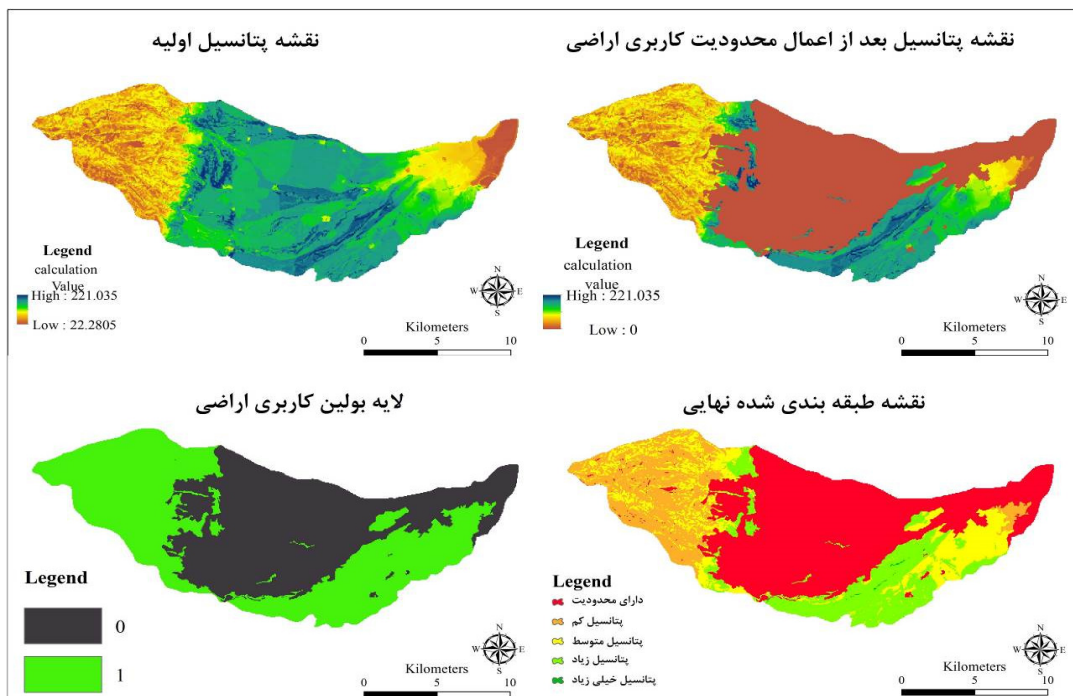 نقشه پتانسیل اولیه
Legend
calculation
Value
High : 221.035
Low : 22.2805
N
W
E
S
Kilometers
0 5 10
نقشه پتانسیل بعد از اعمال محدودیت کاربری اراضی
Legend
calculation
value
High : 221.035
Low : 0
N
W
E
S
Kilometers
0 5 10
لایه بولین کاربری اراضی
Legend
0
1
N
W
E
S
Kilometers
0 5 10
نقشه طبقه بندی شده نهایی
Legend
دارای محدودیت
پتانسیل کم
پتانسیل متوسط
پتانسیل زیاد
پتانسیل خیلی زیاد
N
W
E
S
Kilometers
0 5 10